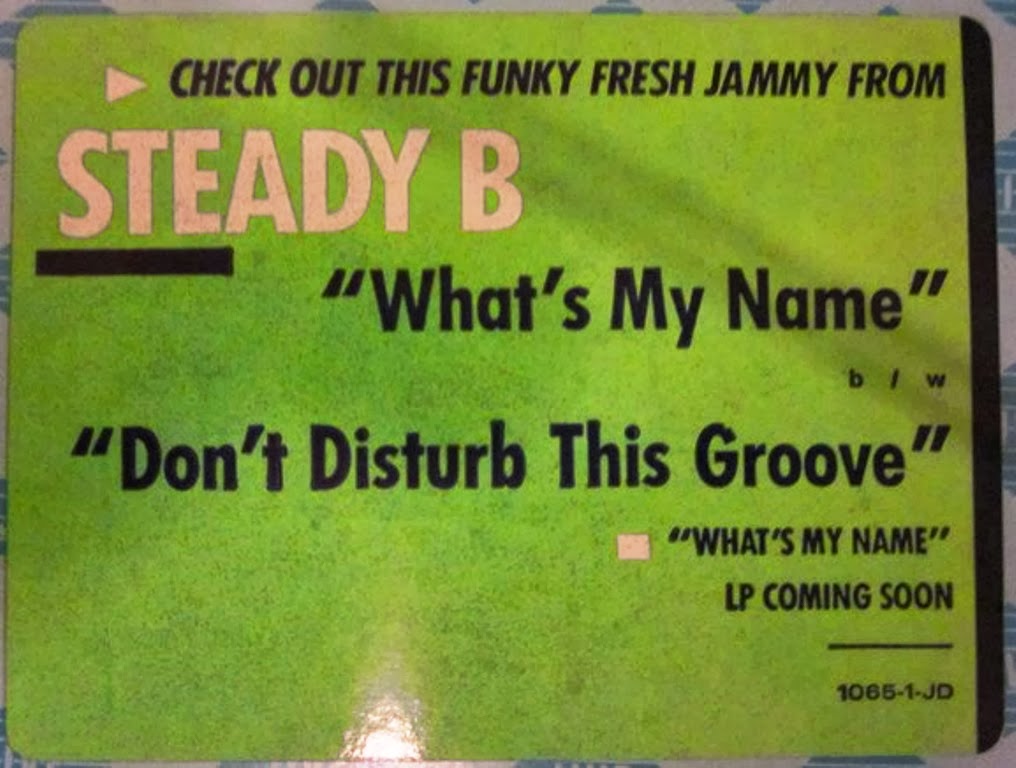 CHECK OUT THIS FUNKY FRESH JAMMY FROM
STEADY B
"What's My Name"
b / w
"Don't Disturb This Groove"
"WHAT'S MY NAME"
LP COMING SOON
1065-1-JD